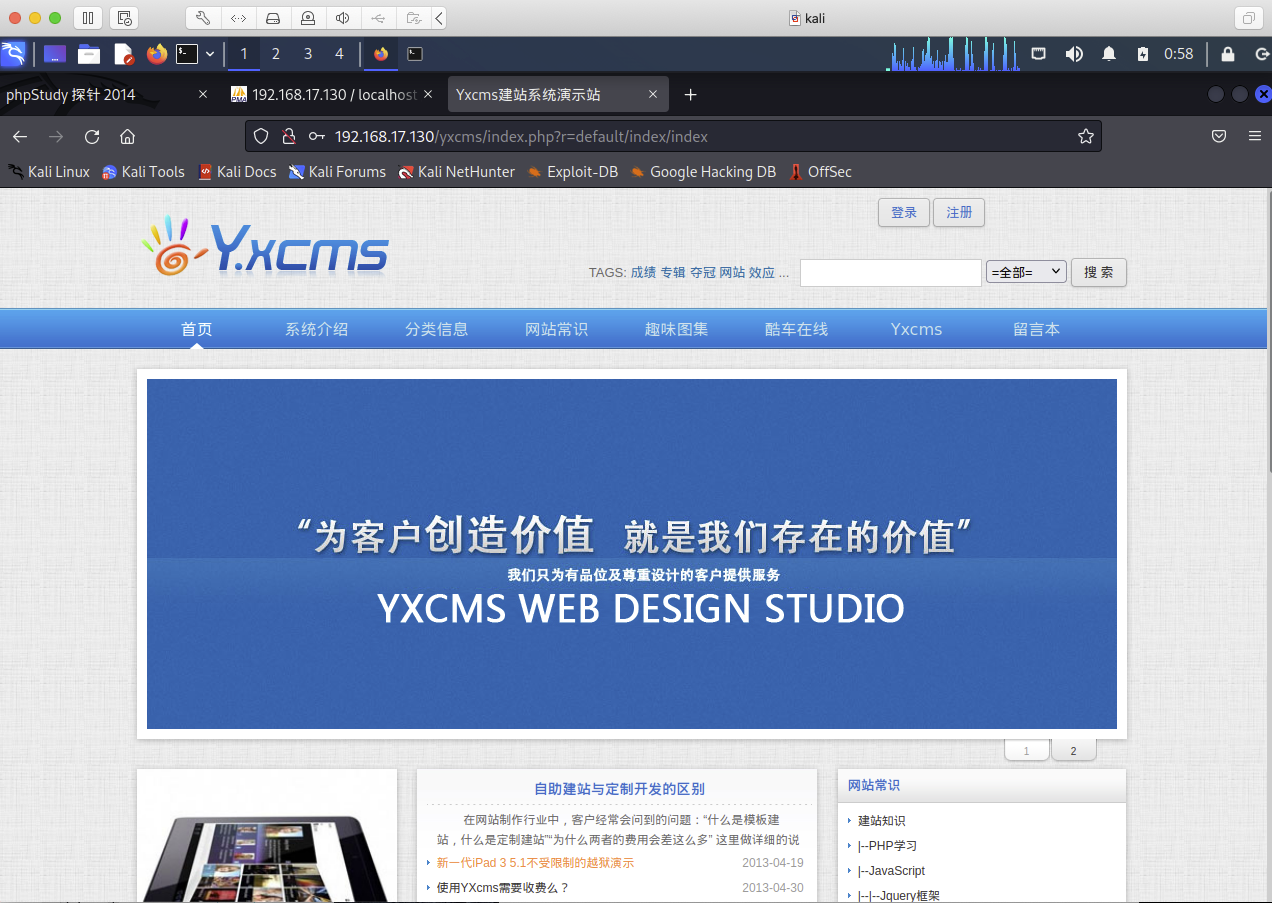 kali
1 2 3 4
0:58
phpStudy 探针 2014
192.168.17.130 / localhost
Yxcms建站系统演示站
192.168.17.130/yxcms/index.php?r=default/index/index
Kali Linux Kali Tools Kali Docs Kali Forums Kali NetHunter Exploit-DB Google Hacking DB OffSec
登录 注册
Yxcms
TAGS: 成绩 专辑 夺冠 网站 效应 ... =全部= 搜 索
首页 系统介绍 分类信息 网站常识 趣味图集 酷车在线 Yxcms 留言本
“为客户创造价值 就是我们存在的价值”
我们只为有品位及尊重设计的客户提供服务
YXCMS WEB DESIGN STUDIO
1 2
自助建站与定制开发的区别
在网站制作行业中，客户经常会问到的问题：“什么是模板建
站，什么是定制建站”“为什么两者的费用会差这么多” 这里做详细的说
新一代iPad 3 5.1不受限制的越狱演示 2013-04-19
使用YXcms需要收费么？ 2013-04-30
网站常识
建站知识
|--PHP学习
|--JavaScript
|--|--Jquery框架